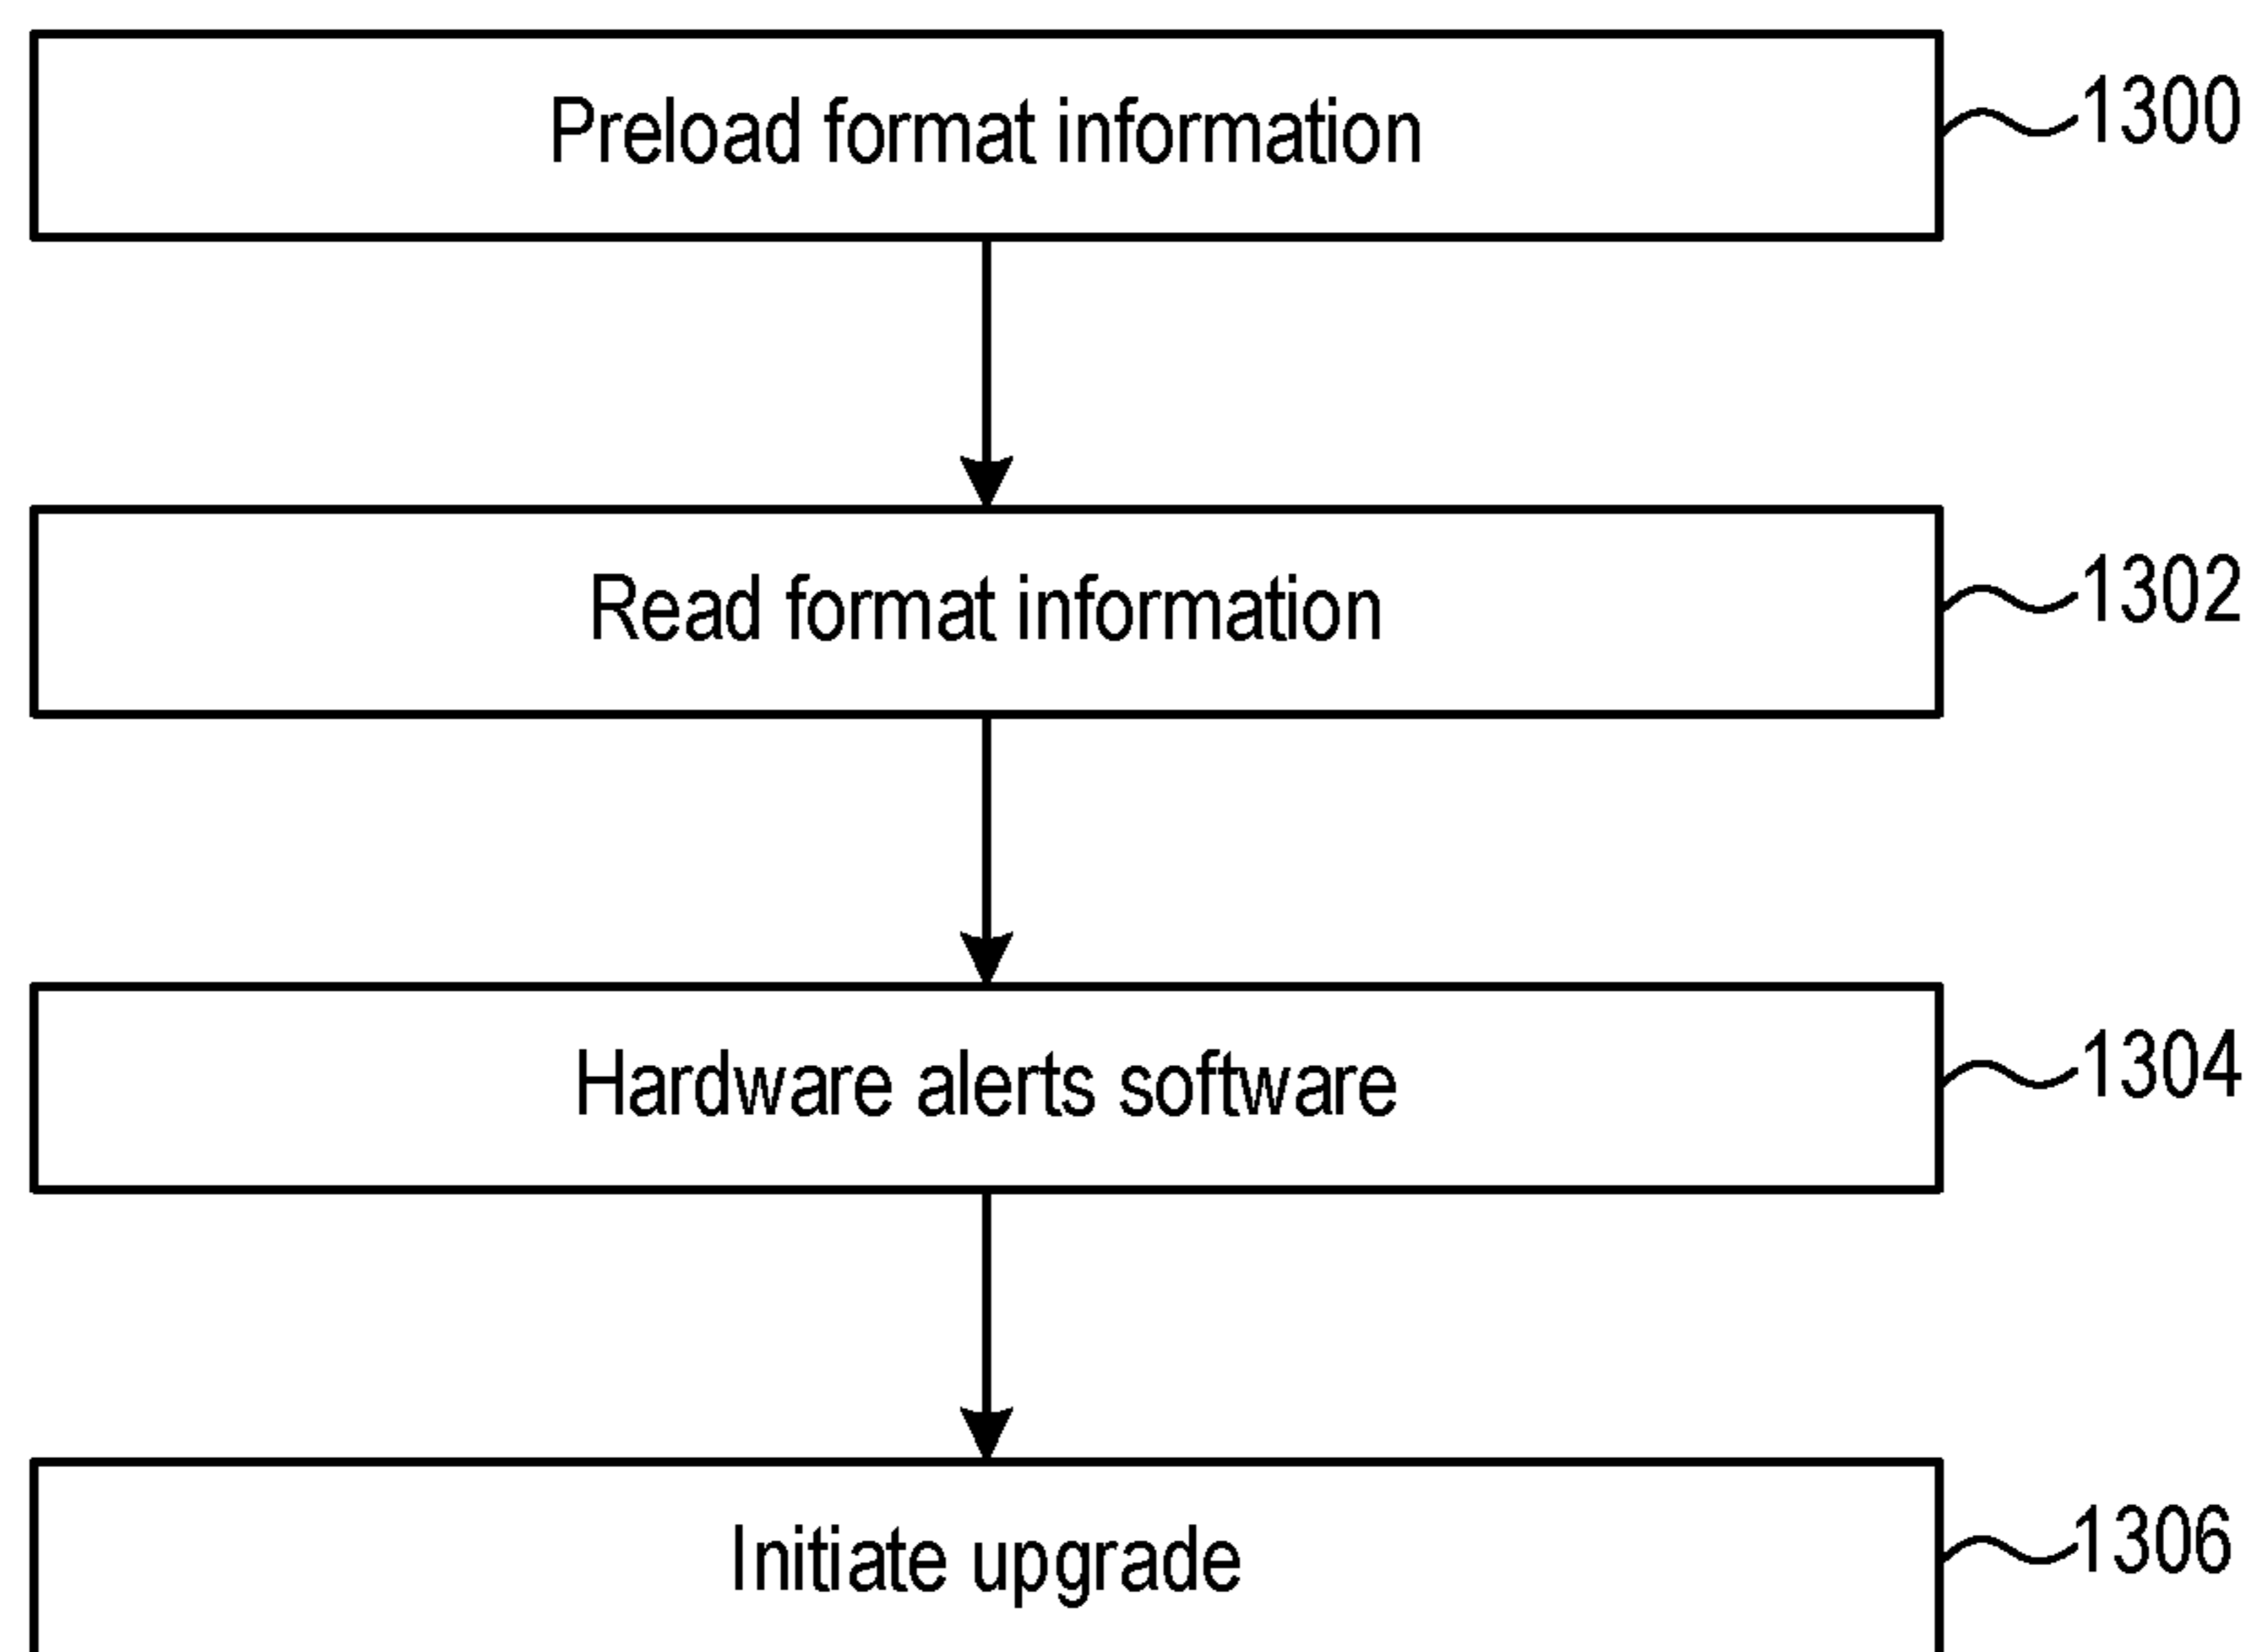 Preload format information
1300
Read format information
1302
Hardware alerts software
1304
Initiate upgrade
1306